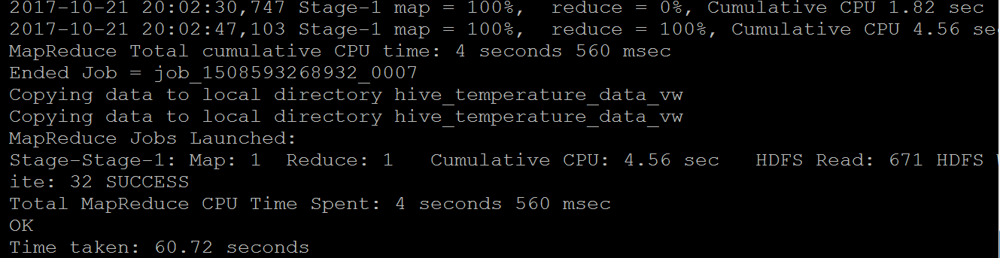 2017-10-21 20:02:30,747 Stage-1 map = 100%,  reduce = 0%, Cumulative CPU 1.82 sec
2017-10-21 20:02:47,103 Stage-1 map = 100%,  reduce = 100%, Cumulative CPU 4.56 se
MapReduce Total cumulative CPU time: 4 seconds 560 msec
Ended Job = job_1508593268932_0007
Copying data to local directory hive_temperature_data_vw
Copying data to local directory hive_temperature_data_vw
MapReduce Jobs Launched:
Stage-Stage-1: Map: 1  Reduce: 1   Cumulative CPU: 4.56 sec   HDFS Read: 671 HDFS
ite: 32 SUCCESS
Total MapReduce CPU Time Spent: 4 seconds 560 msec
OK
Time taken: 60.72 seconds